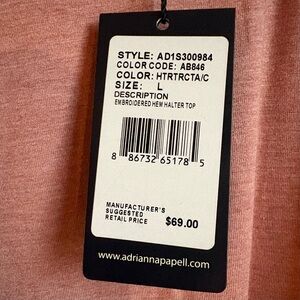 STYLE: AD1S300984
COLOR CODE: AB846
COLOR: HTRTRCTA/C
SIZE: L
DESCRIPTION
EMBROIDERED HEM HALTER TOP
8 86732 65178 5
MANUFACTURER'S
SUGGESTED
RETAIL PRICE $69.00
www.adriannapapell.com